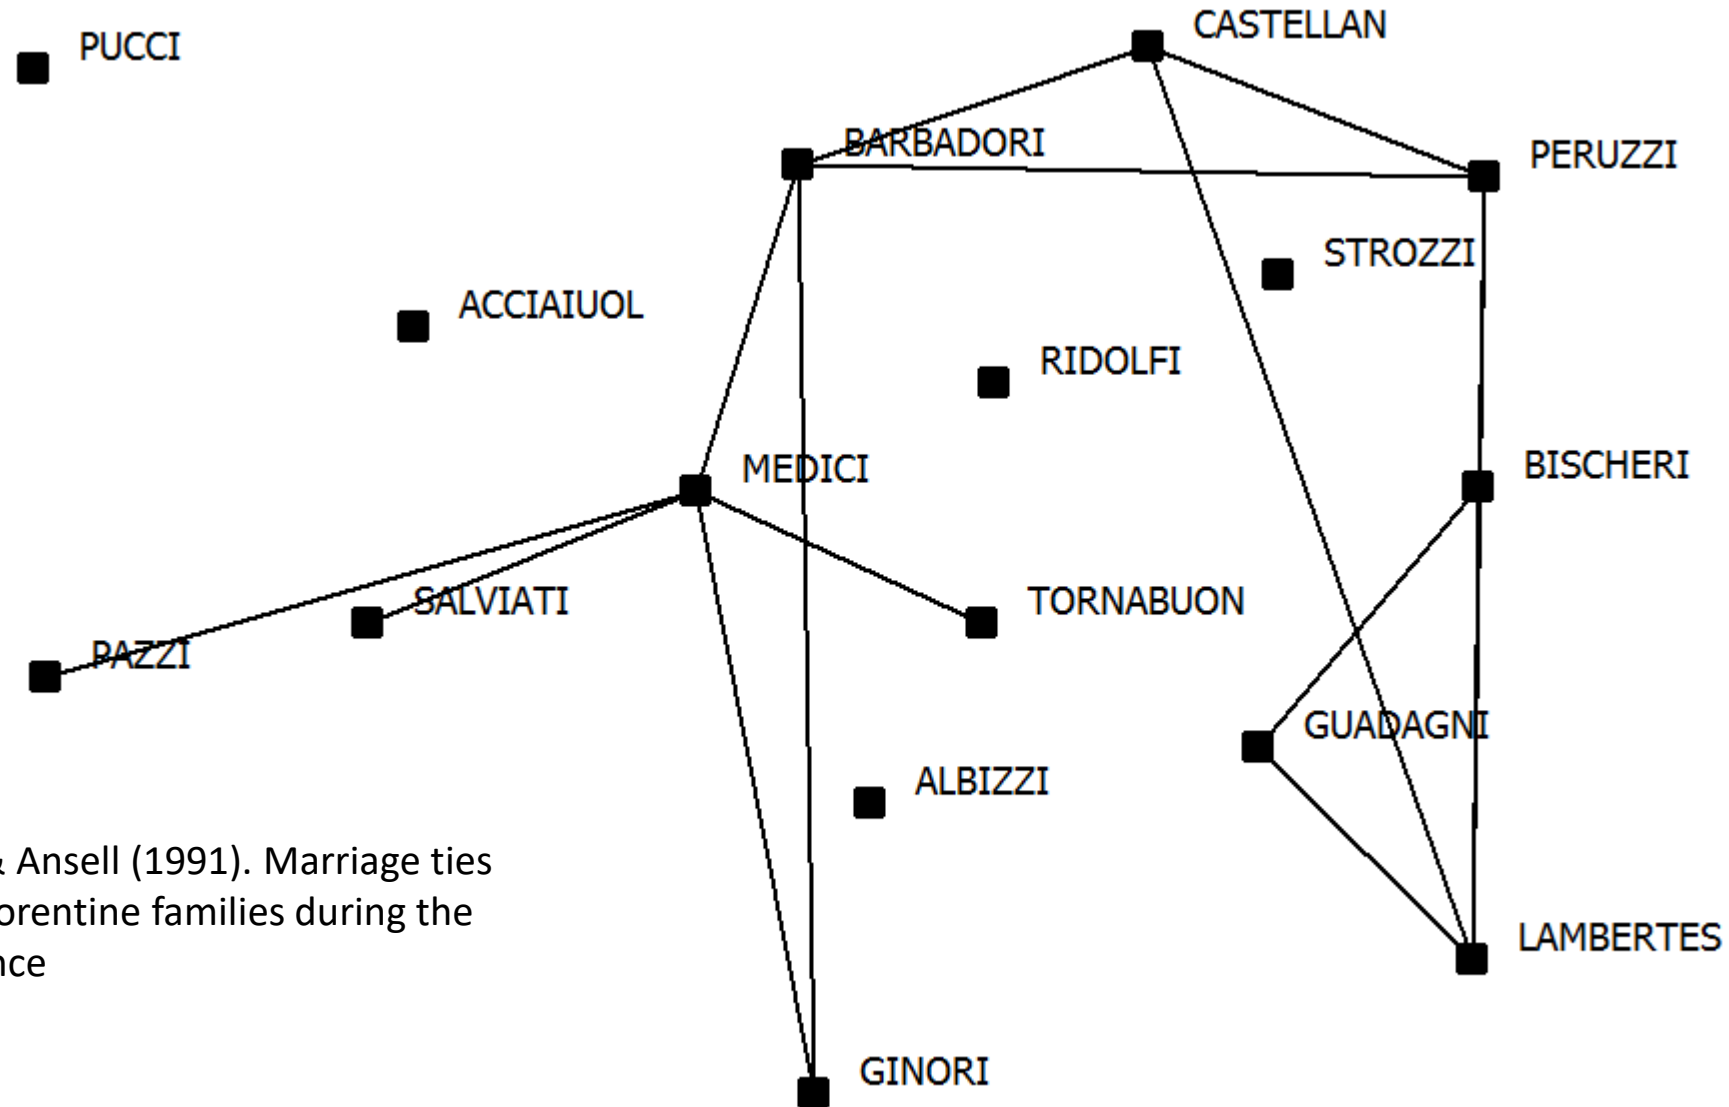 CASTELLAN
PUCCI
BARBADORI
PERUZZI
STROZZI
ACCIAIUOL
RIDOLFI
MEDICI
BISCHERI
SALVIATI
TORNABUON
PAZZI
GUADAGNI
ALBIZZI
& Ansell (1991). Marriage ties
orentine families during the
nce
LAMBERTES
GINORI